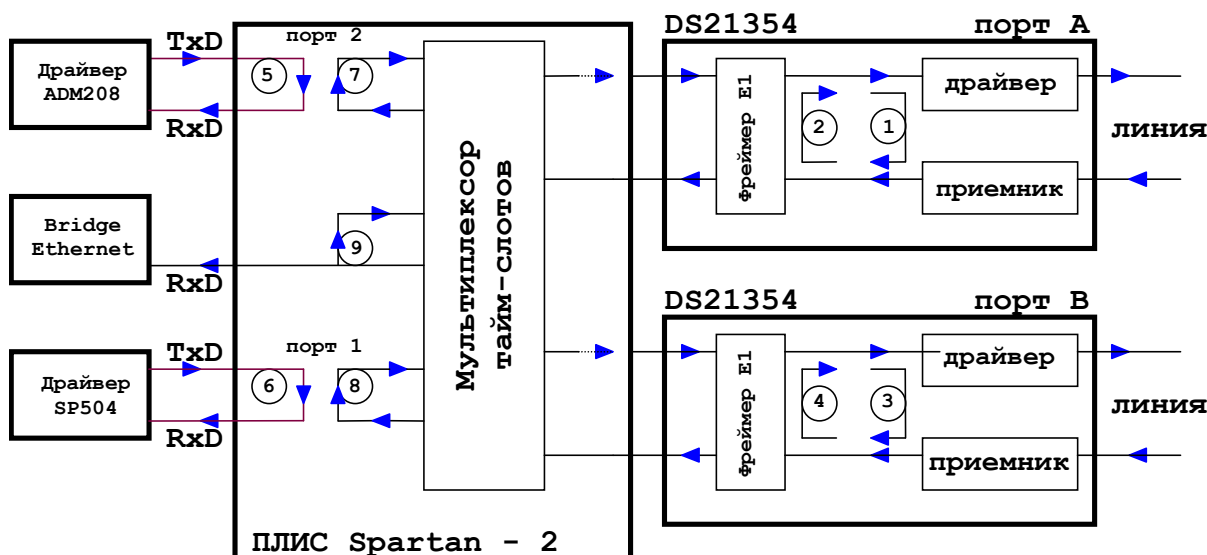 DS21354 порт A
TxD
порт 2
Драйвер
ADM208
5
7
RxD
Фреймер E1
драйвер
2
1
линия
приемник
Мультиплексор
тайм-слотов
Bridge
Ethernet
9
RxD
DS21354 порт B
TxD
порт 1
Драйвер
SP504
6
8
RxD
Фреймер E1
драйвер
4
3
линия
приемник
ПЛИС Spartan - 2